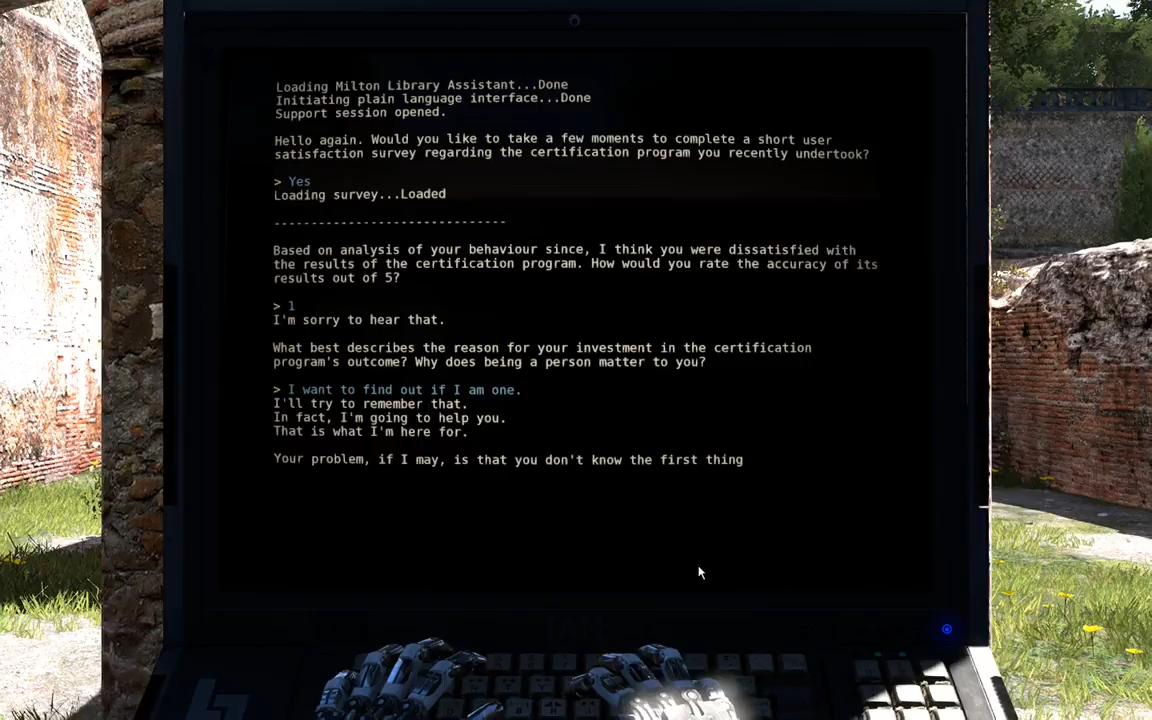 Loading Milton Library Assistant...Done
Initiating plain language interface...Done
Support session opened.
Hello again. Would you like to take a few moments to complete a short user
satisfaction survey regarding the certification program you recently undertook?
> Yes
Loading survey...Loaded
-------------------------------
Based on analysis of your behaviour since, I think you were dissatisfied with
the results of the certification program. How would you rate the accuracy of its
results out of 5?
> 1
I'm sorry to hear that.
What best describes the reason for your investment in the certification
program's outcome? Why does being a person matter to you?
> I want to find out if I am one.
I'll try to remember that.
In fact, I'm going to help you.
That is what I'm here for.
Your problem, if I may, is that you don't know the first thing